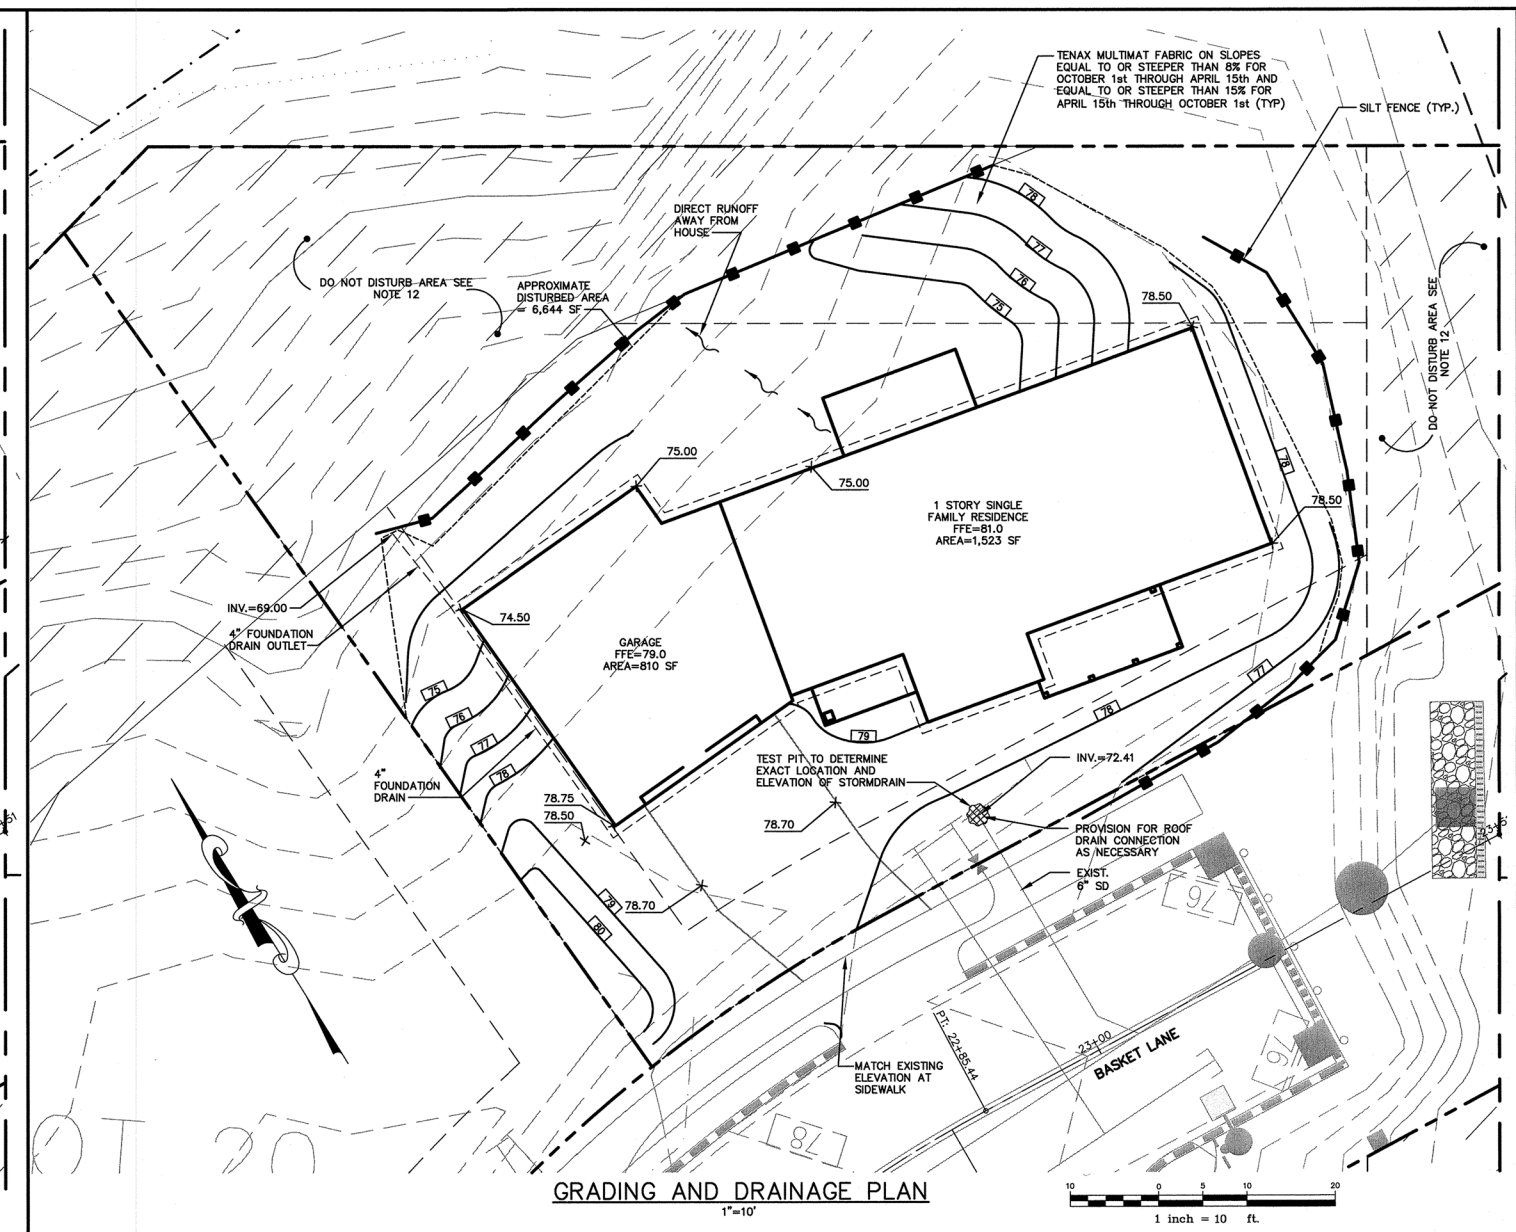 TENAX MULTIMAT FABRIC ON SLOPES
EQUAL TO OR STEEPER THAN 8% FOR
OCTOBER 1st THROUGH APRIL 15th AND
EQUAL TO OR STEEPER THAN 15% FOR
APRIL 15th THROUGH OCTOBER 1st (TYP)
SILT FENCE (TYP.)
DIRECT RUNOFF
AWAY FROM
HOUSE
DO NOT DISTURB AREA SEE
NOTE 12
APPROXIMATE
DISTURBED AREA
= 6,644 SF
78
77
76
75
78.50
DO NOT DISTURB AREA SEE
NOTE 12
75.00
75.00
78
78.50
1 STORY SINGLE
FAMILY RESIDENCE
FFE=81.0
AREA=1,523 SF
INV.=69.00
4" FOUNDATION
DRAIN OUTLET
74.50
GARAGE
FFE=79.0
AREA=810 SF
75
76
77
78
77
78
79
4"
FOUNDATION
DRAIN
TEST PIT TO DETERMINE
EXACT LOCATION AND
ELEVATION OF STORMDRAIN
INV.=72.41
78.75
78.50
78.70
PROVISION FOR ROOF
DRAIN CONNECTION
AS NECESSARY
EXIST.
6" SD
79
80
78.70
76
PT: 22+85.44
23+00
BASKET LANE
76
MATCH EXISTING
ELEVATION AT
SIDEWALK
78
OT 20
GRADING AND DRAINAGE PLAN
1"=10'
10 0 5 10 20
1 inch = 10 ft.